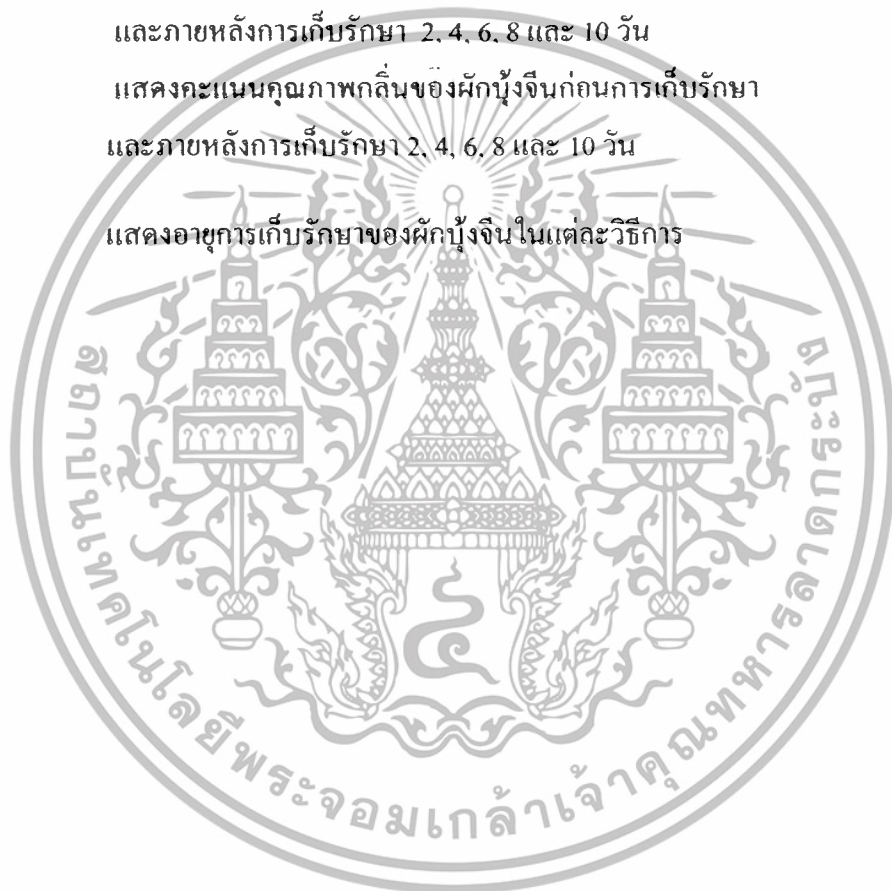 และภายหลังการเก็บรักษา 2, 4, 6, 8 และ 10 วัน
แสดงคะแนนคุณภาพกลิ่นของผักบุ้งจีนก่อนการเก็บรักษา
และภายหลังการเก็บรักษา 2, 4, 6, 8 และ 10 วัน
แสดงอายุการเก็บรักษาของผักบุ้งจีนในแต่ละวิธีการ
สถาบันเทคโนโลยีพระจอมเกล้าเจ้าคุณทหารลาดกระบัง
๔